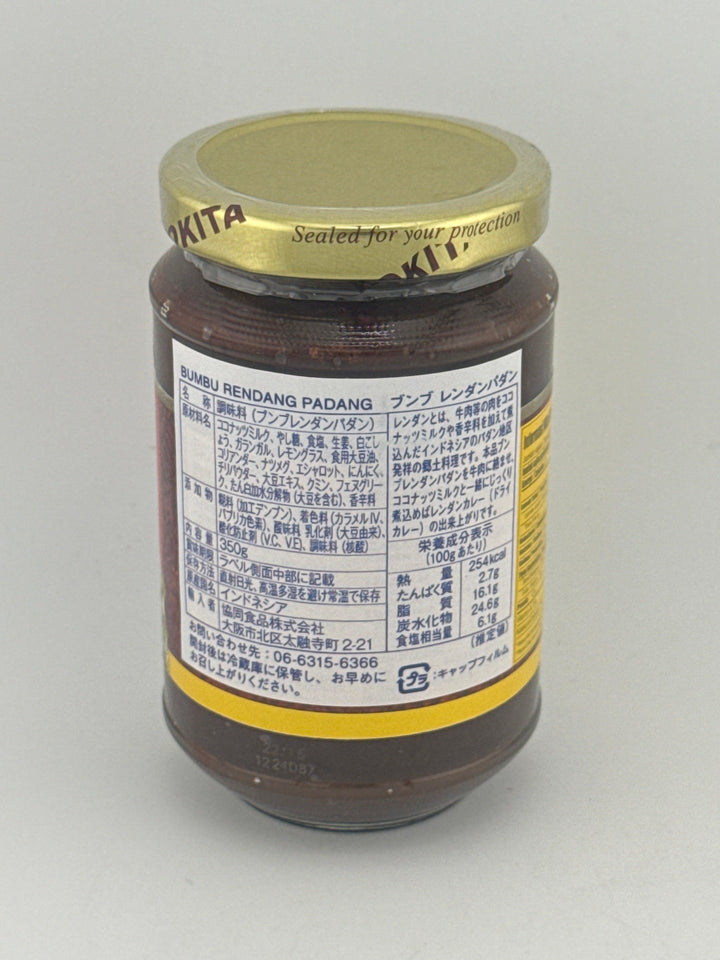 OKITA
Sealed for your protection
OKIT
BUMBU RENDANG PADANG ブンブ レンダンパダン
名 称 調味料（ブンブレンダンパダン）
原材料名 ココナッツミルク、やし糖、食塩、生姜、白こし
ょう、ガランガル、レモングラス、食用大豆油、
コリアンダー、ナツメグ、エシャロット、にんにく、
チリパウダー、大豆エキス、クミン、フェヌグリー
ク、たん白加水分解物（大豆を含む）、香辛料
添 加 物 糊料（加工デンプン）、着色料（カラメルⅣ、
パプリカ色素）、酸味料、乳化剤（大豆由来）、
酸化防止剤（V.C、V.E）、調味料（核酸）
内 容 量 350g
賞味期限 ラベル側面中部に記載
保存方法 直射日光、高温多湿を避け常温で保存
原産国名 インドネシア
輸 入 者 協同食品株式会社
大阪市北区太融寺町 2-21
お問い合わせ先：06-6315-6366
開封後は冷蔵庫に保管し、お早めに
お召し上がりください。
レンダンとは、牛肉等の肉をココ
ナッツミルクや香辛料を加えて煮
込んだインドネシアのパダン地区
発祥の郷土料理です。本品ブン
ブレンダンパダンを牛肉に絡ませ、
ココナッツミルクと一緒にじっくり
煮込めばレンダンカレー（ドライ
カレー）の出来上がりです。
栄養成分表示
（100gあたり）
熱 量 254kcal
たんぱく質 2.7g
脂 質 16.1g
炭水化物 24.6g
食塩相当量 6.1g
（推定値）
プラ ：キャップフィルム
22:15
1224087